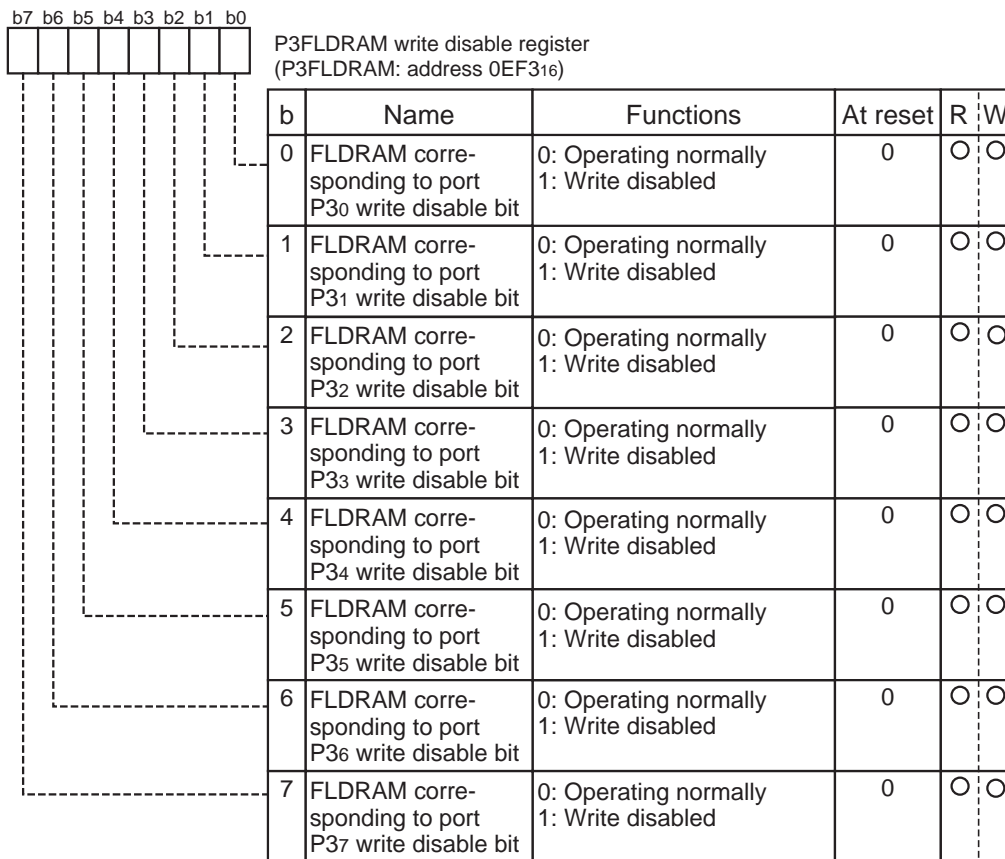 b7 b6 b5 b4 b3 b2 b1 b0
P3FLDRAM write disable register
(P3FLDRAM: address 0EF316)
b Name Functions At reset R W
0 FLDRAM corre- 0: Operating normally 0
sponding to port 1: Write disabled
P30 write disable bit
1 FLDRAM corre- 0: Operating normally 0
sponding to port 1: Write disabled
P31 write disable bit
2 FLDRAM corre- 0: Operating normally 0
sponding to port 1: Write disabled
P32 write disable bit
3 FLDRAM corre- 0: Operating normally 0
sponding to port 1: Write disabled
P33 write disable bit
4 FLDRAM corre- 0: Operating normally 0
sponding to port 1: Write disabled
P34 write disable bit
5 FLDRAM corre- 0: Operating normally 0
sponding to port 1: Write disabled
P35 write disable bit
6 FLDRAM corre- 0: Operating normally 0
sponding to port 1: Write disabled
P36 write disable bit
7 FLDRAM corre- 0: Operating normally 0
sponding to port 1: Write disabled
P37 write disable bit